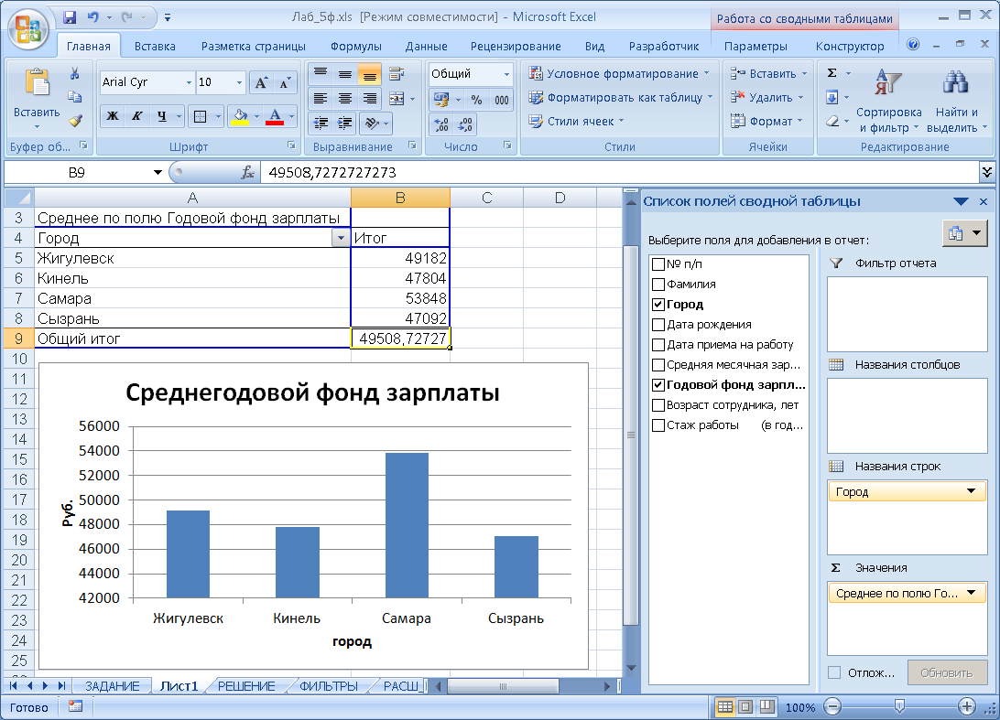 Лаб_5ф.xls [Режим совместимости] - Microsoft Excel
Работа со сводными таблицами
Главная Вставка Разметка страницы Формулы Данные Рецензирование Вид Разработчик Параметры Конструктор
Вставить
Буфер об...
Arial Cyr 10
Ж К Ч
Шрифт
Выравнивание
Общий
% 000
Число
Условное форматирование
Форматировать как таблицу
Стили ячеек
Стили
Вставить
Удалить
Формат
Ячейки
Σ
Сортировка и фильтр
Найти и выделить
Редактирование
B9 fx 49508,7272727273
A B C D
3 Среднее по полю Годовой фонд зарплаты
4 Город Итог
5 Жигулевск 49182
6 Кинель 47804
7 Самара 53848
8 Сызрань 47092
9 Общий итог 49508,72727
10
11
12
13
14
15
16
17
18
19
20
21
22
23
24
25
Среднегодовой фонд зарплаты
56000
54000
52000
50000
48000
46000
44000
42000
Руб.
Жигулевск Кинель Самара Сызрань
город
Список полей сводной таблицы
Выберите поля для добавления в отчет:
№ п/п
Фамилия
Город
Дата рождения
Дата приема на работу
Средняя месячная зар...
Годовой фонд зарпл...
Возраст сотрудника, лет
Стаж работы (в год...
Фильтр отчета
Названия столбцов
Названия строк
Город
Σ Значения
Среднее по полю Го...
Отлож... Обновить
ЗАДАНИЕ Лист1 РЕШЕНИЕ ФИЛЬТРЫ РАСШ_
Готово 100%